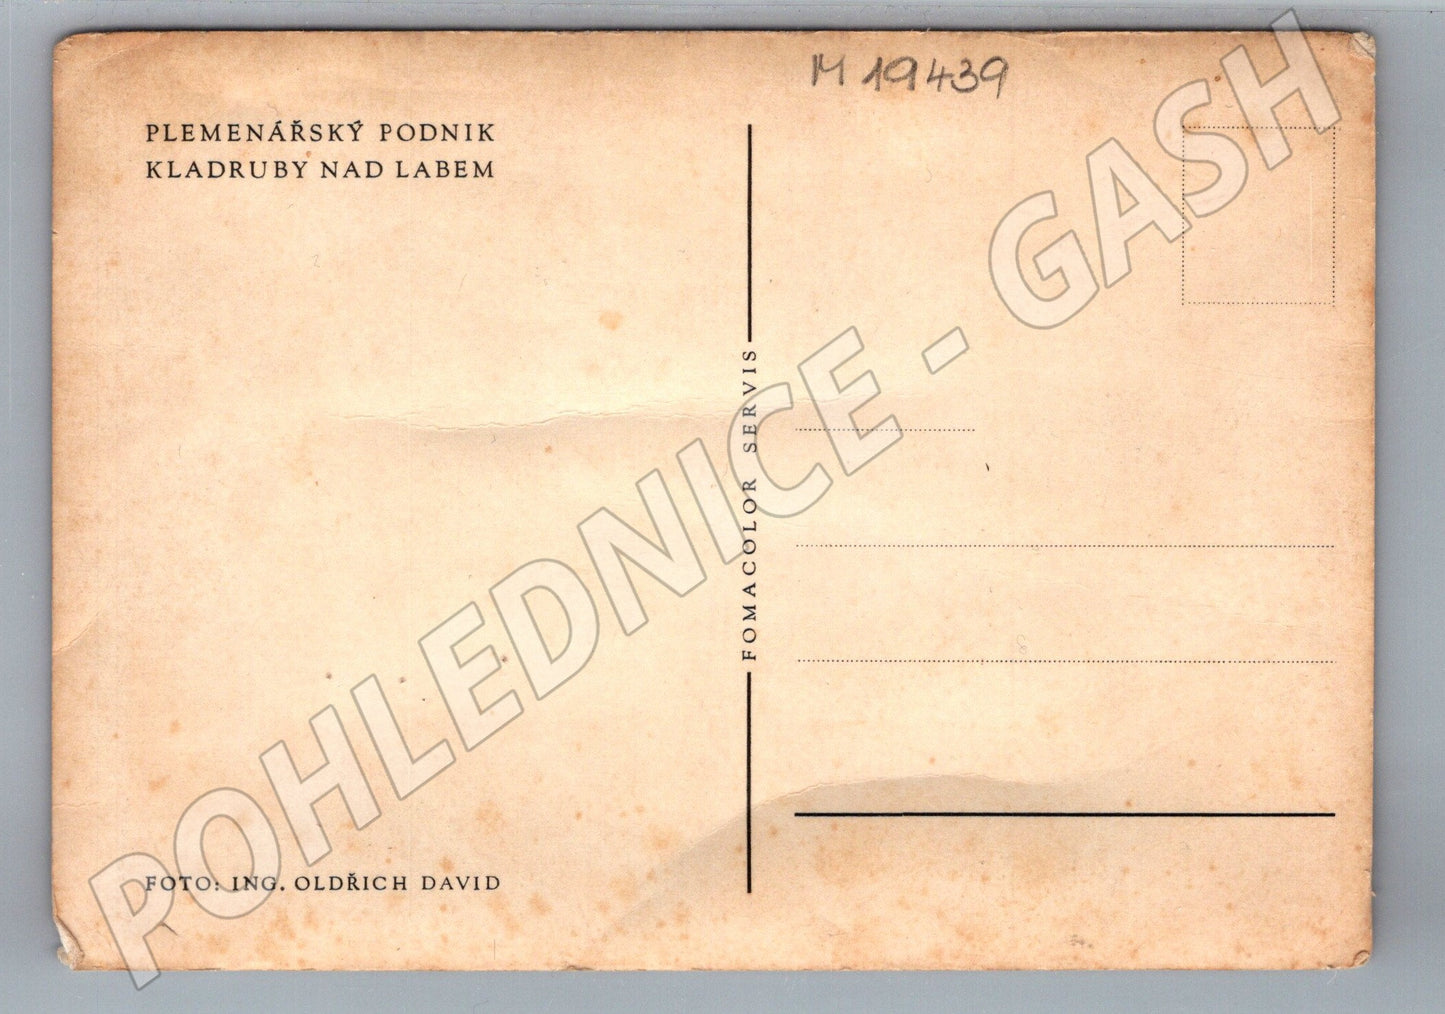 M 19439
PLEMENÁŘSKÝ PODNIK
KLADRUBY NAD LABEM
FOMACOLOR SERVIS
FOTO: ING. OLDŘICH DAVID
POHLEDNICE - GASH